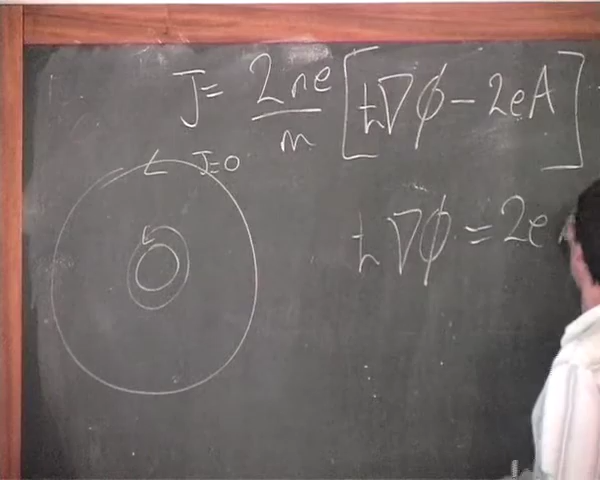 J = 2ne/m [ħ∇ϕ − 2eA]
J=0
ħ∇ϕ = 2e